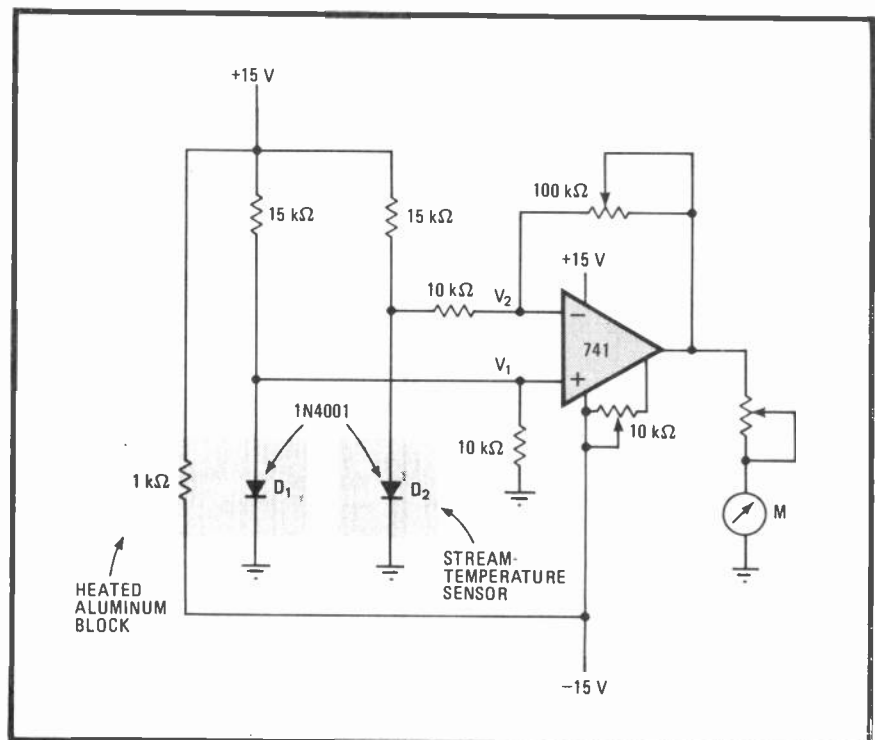 +15 V
15 kΩ
15 kΩ
100 kΩ
+15 V
10 kΩ
V2
−
741
V1
+
1N4001
10 kΩ
10 kΩ
1 kΩ
D1
D2
M
HEATED
ALUMINUM
BLOCK
STREAM-
TEMPERATURE
SENSOR
−15 V